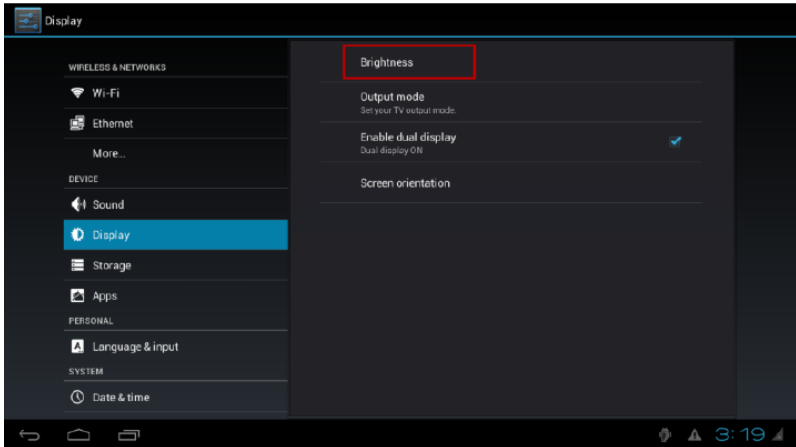 Display
WIRELESS & NETWORKS
Wi-Fi
Ethernet
More...
DEVICE
Sound
Display
Storage
Apps
PERSONAL
Language & input
SYSTEM
Date & time
Brightness
Output mode
Set your TV output mode.
Enable dual display
Dual display ON
Screen orientation
3:19